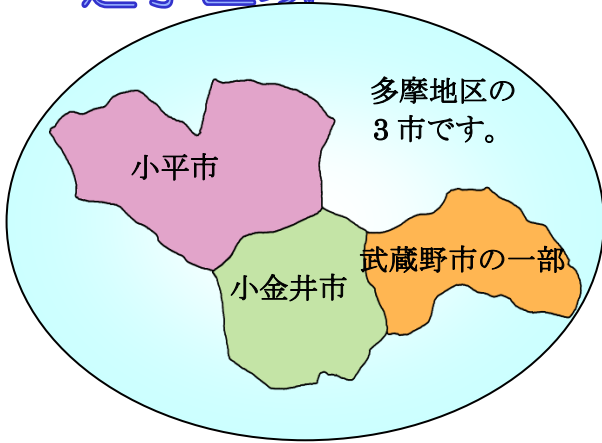 多摩地区の
3 市です。
小平市
武蔵野市の一部
小金井市